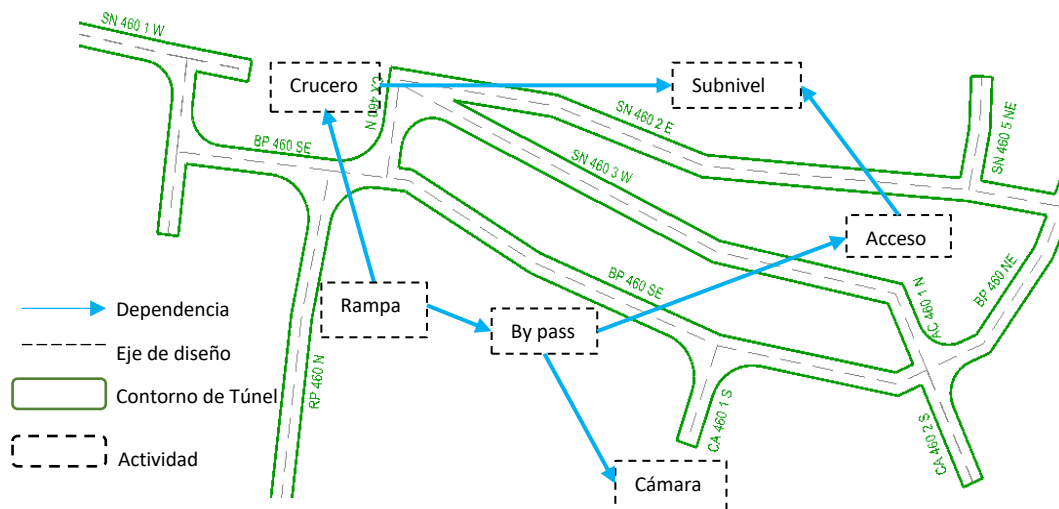 SN 460 1 W
Crucero
CA 460 N
Subnivel
SN 460 2 E
SN 460 5 NE
BP 460 SE
SN 460 3 W
Acceso
BP 460 NE
BP 460 SE
AC 460 1 N
Rampa
By pass
Dependencia
Eje de diseño
RP 460 N
Contorno de Túnel
CA 460 1 S
CA 460 2 S
Actividad
Cámara